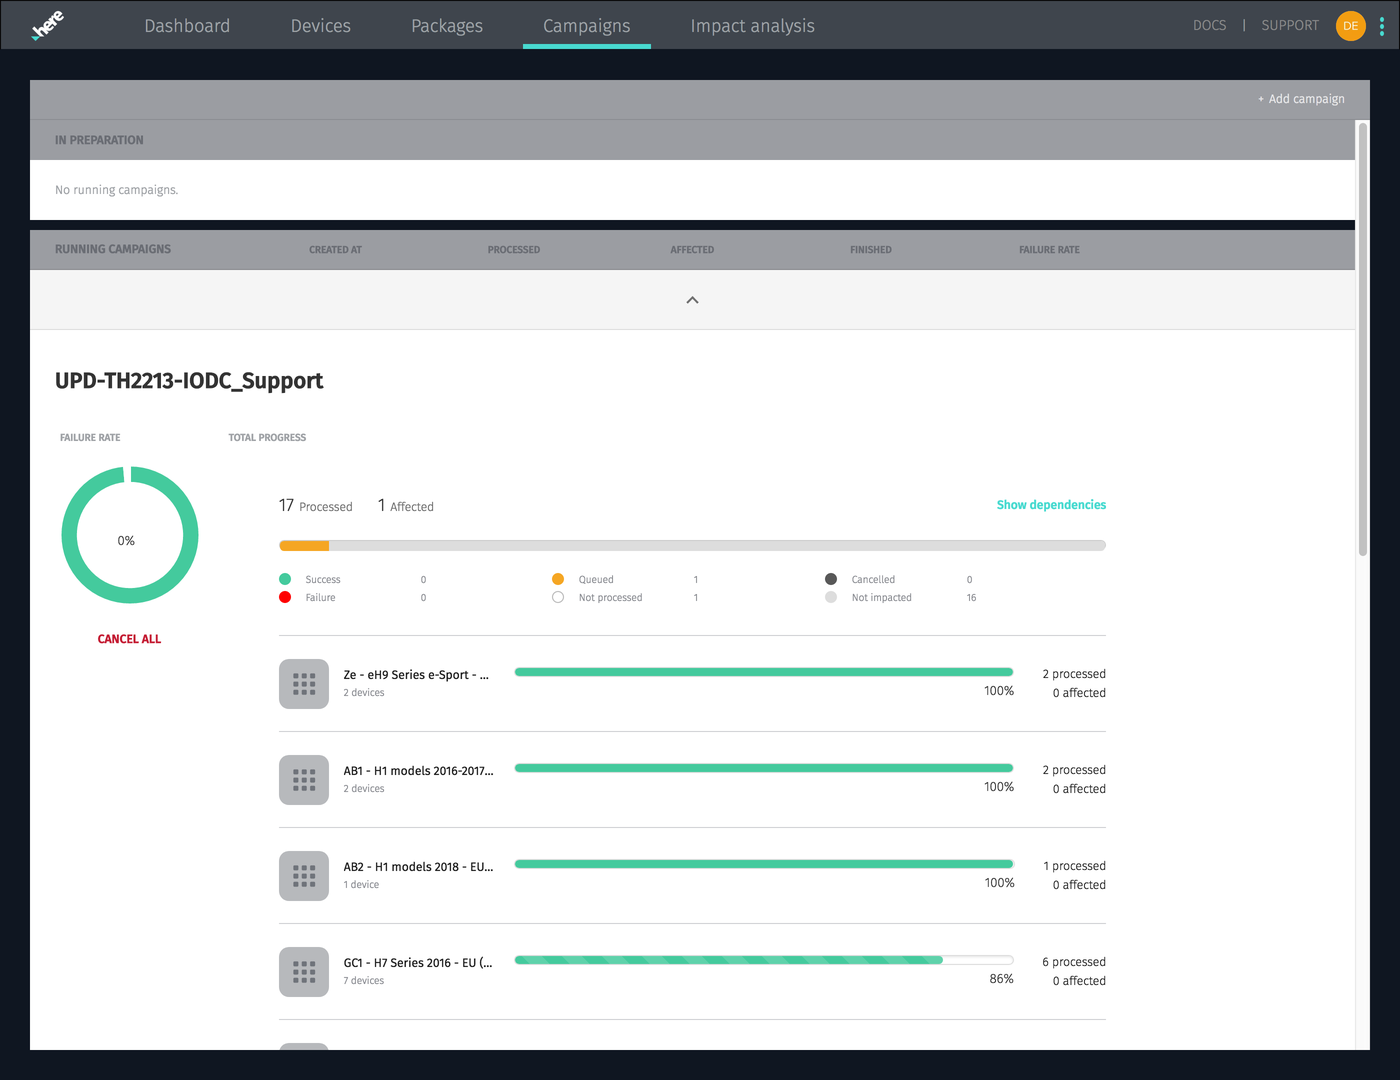 here
Dashboard Devices Packages Campaigns Impact analysis DOCS | SUPPORT DE
+ Add campaign
IN PREPARATION
No running campaigns.
RUNNING CAMPAIGNS CREATED AT PROCESSED AFFECTED FINISHED FAILURE RATE
UPD-TH2213-IODC_Support
FAILURE RATE TOTAL PROGRESS
17 Processed 1 Affected Show dependencies
0%
Success 0 Queued 1 Cancelled 0
Failure 0 Not processed 1 Not impacted 16
CANCEL ALL
Ze - eH9 Series e-Sport - ... 2 processed
2 devices 100% 0 affected
AB1 - H1 models 2016-2017... 2 processed
2 devices 100% 0 affected
AB2 - H1 models 2018 - EU... 1 processed
1 device 100% 0 affected
GC1 - H7 Series 2016 - EU (... 6 processed
7 devices 86% 0 affected